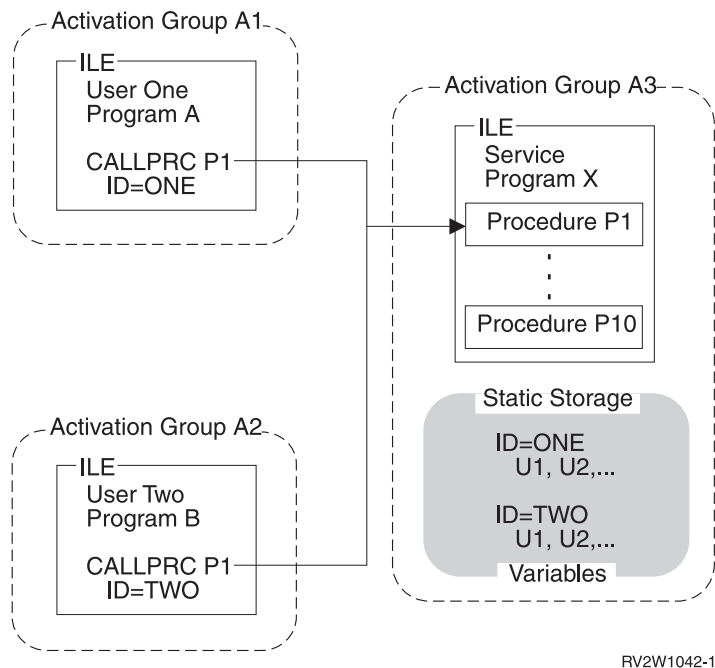 Activation Group A1
ILE
User One
Program A
CALLPRC P1
ID=ONE
Activation Group A2
ILE
User Two
Program B
CALLPRC P1
ID=TWO
Activation Group A3
ILE
Service
Program X
Procedure P1
Procedure P10
Static Storage
ID=ONE
U1, U2,...
ID=TWO
U1, U2,...
Variables
RV2W1042-1